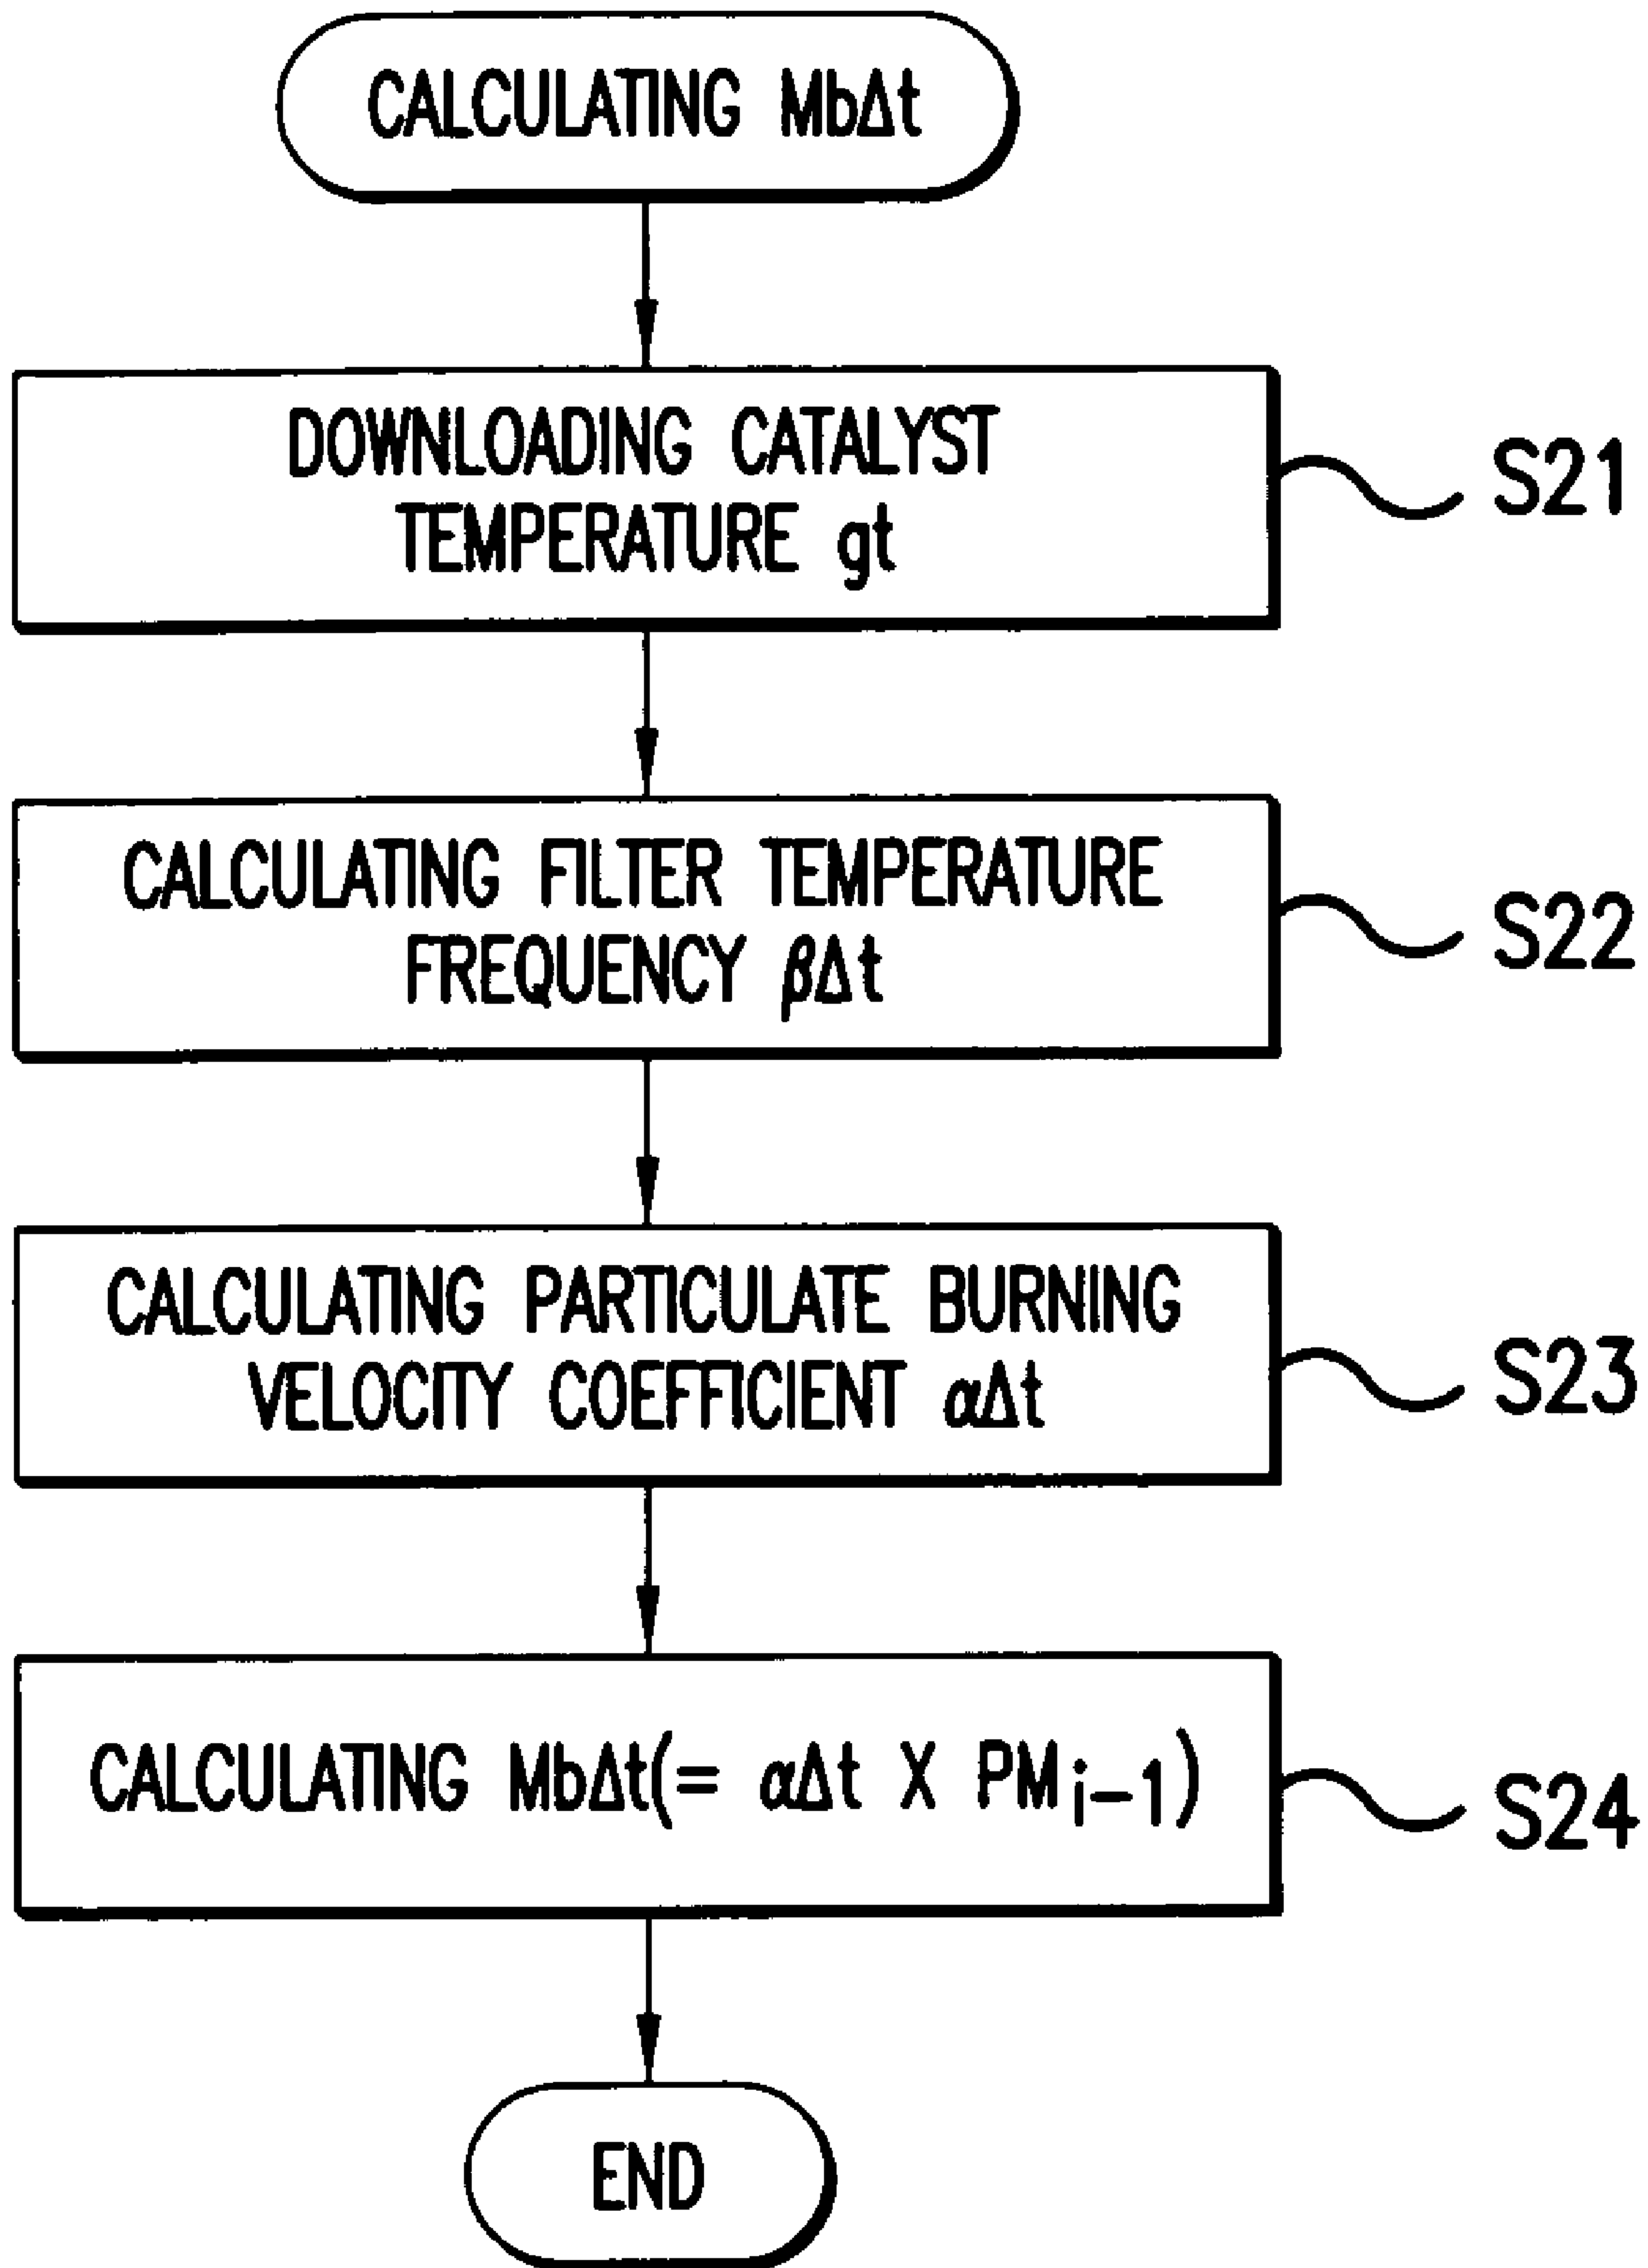 CALCULATING MbΔt
DOWNLOADING CATALYST
TEMPERATURE gt
S21
CALCULATING FILTER TEMPERATURE
FREQUENCY βΔt
S22
CALCULATING PARTICULATE BURNING
VELOCITY COEFFICIENT αΔt
S23
CALCULATING MbΔt(= αΔt X PM i−1)
S24
END